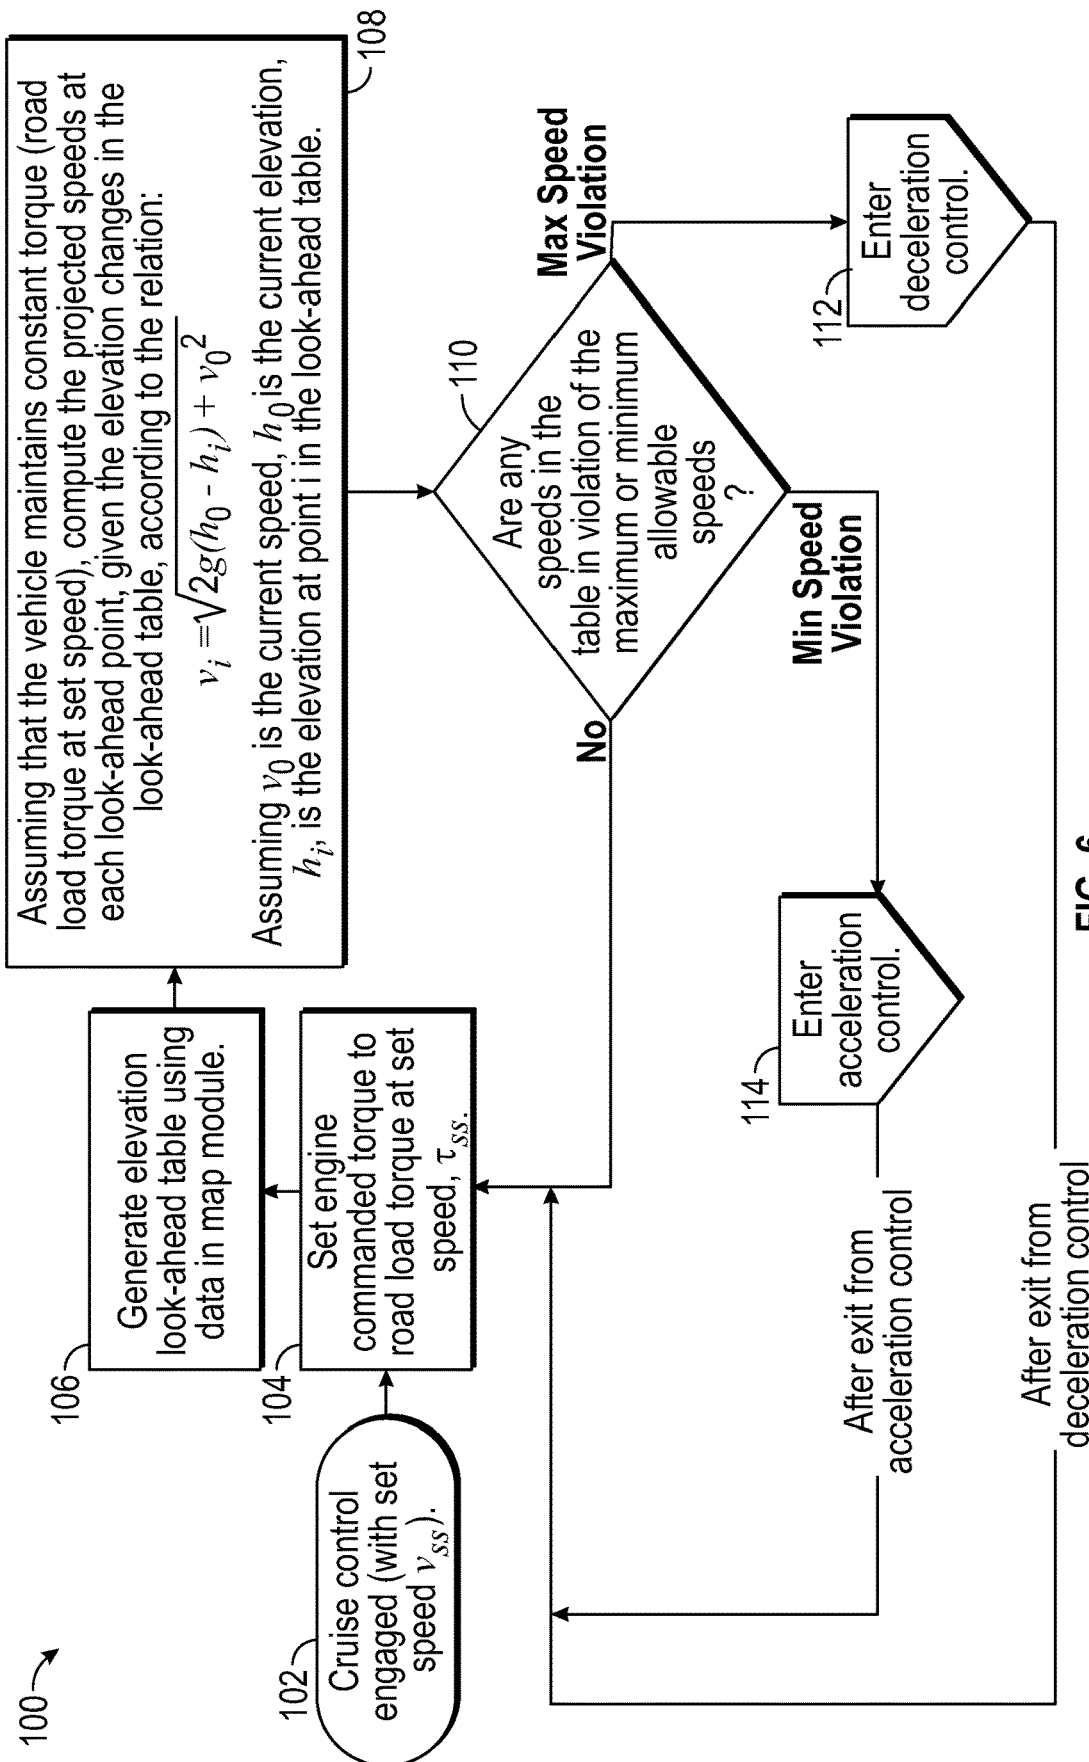 100
102
Cruise control
engaged (with set
speed v_ss).
104
Set engine
commanded torque to
road load torque at set
speed, τ_ss.
106
Generate elevation
look-ahead table using
data in map module.
108
Assuming that the vehicle maintains constant torque (road
load torque at set speed), compute the projected speeds at
each look-ahead point, given the elevation changes in the
look-ahead table, according to the relation:
v_i = √2g(h_0 - h_i) + v_0²
Assuming v_0 is the current speed, h_0 is the current elevation,
h_i, is the elevation at point i in the look-ahead table.
110
Are any
speeds in the
table in violation of the
maximum or minimum
allowable
speeds
?
No
Max Speed
Violation
Min Speed
Violation
112
Enter
deceleration
control.
114
Enter
acceleration
control.
After exit from
acceleration control
After exit from
deceleration control
FIG. 6